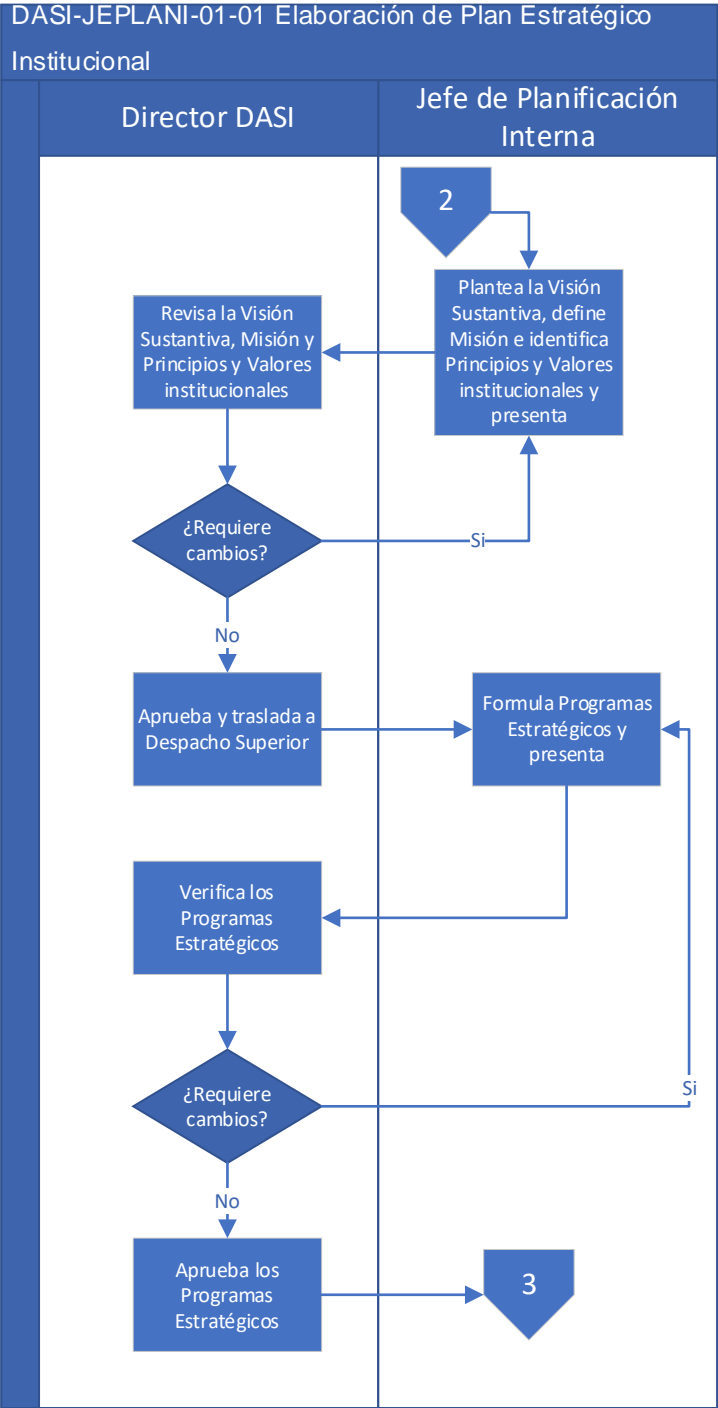 DASI-JEPLANI-01-01 Elaboración de Plan Estratégico
Institucional
Director DASI
Jefe de Planificación
Interna
2
Plantea la Visión
Sustantiva, define
Misión e identifica
Principios y Valores
institucionales y
presenta
Revisa la Visión
Sustantiva, Misión y
Principios y Valores
institucionales
¿Requiere
cambios?
Si
No
Aprueba y traslada a
Despacho Superior
Formula Programas
Estratégicos y
presenta
Verifica los
Programas
Estratégicos
¿Requiere
cambios?
Si
No
Aprueba los
Programas
Estratégicos
3